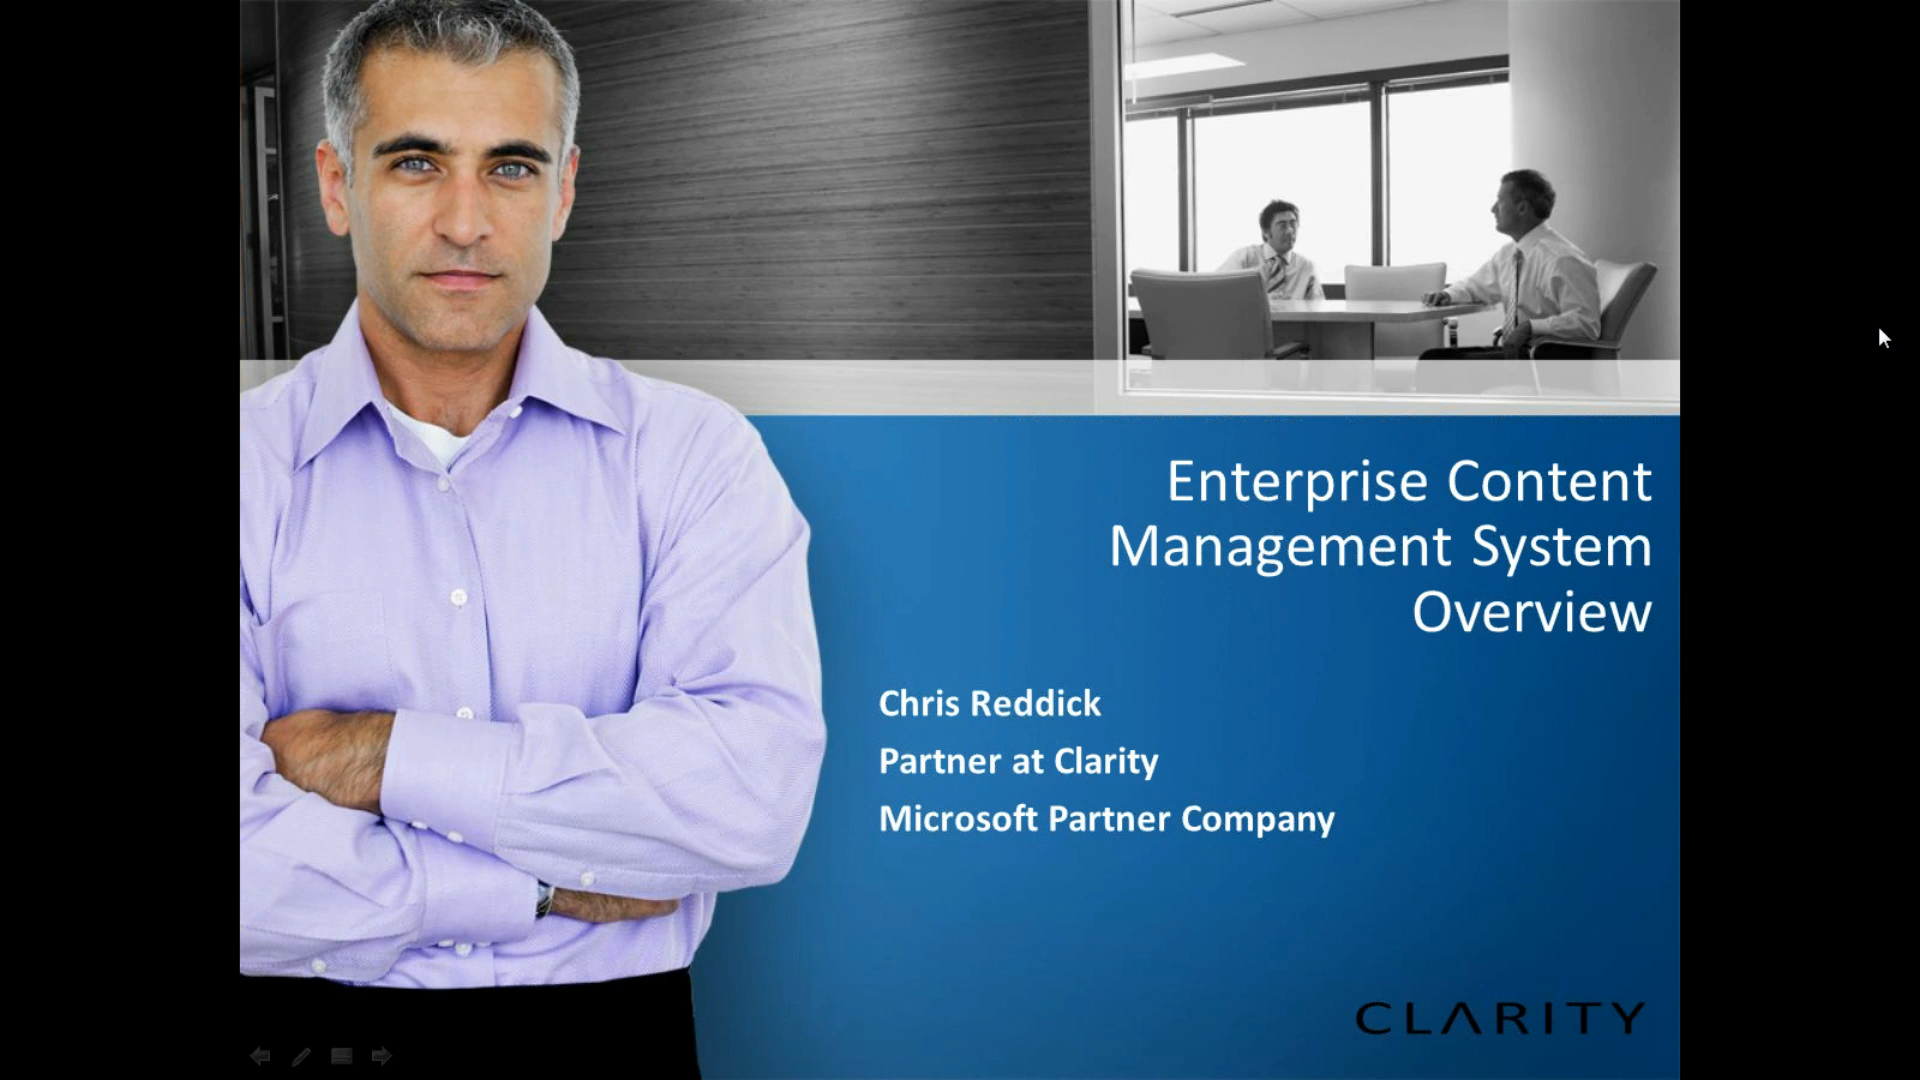 Enterprise Content
Management System
Overview
Chris Reddick
Partner at Clarity
Microsoft Partner Company
CLARITY